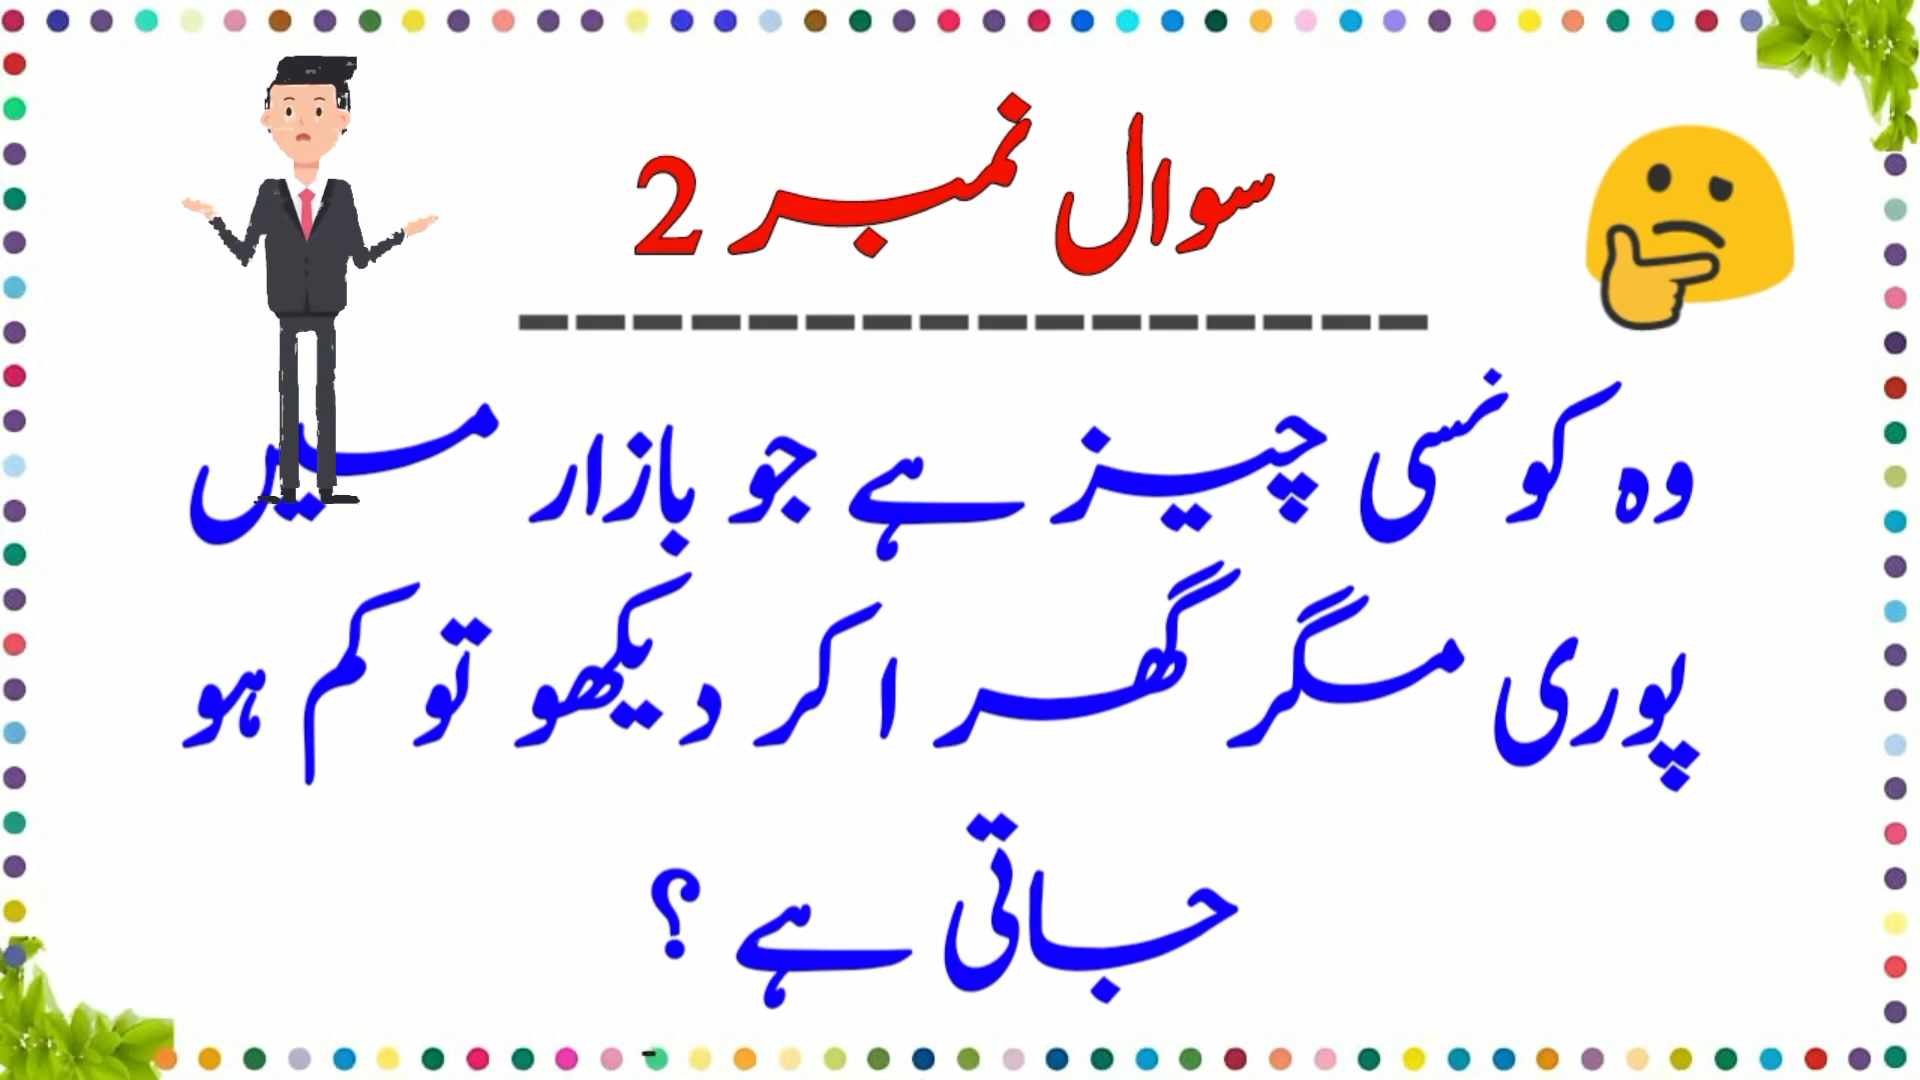 سوال نمبر 2
وہ کونسی چیز ہے جو بازار میں
پوری مگر گھر اکر دیکھو تو کم ہو
جاتی ہے ؟